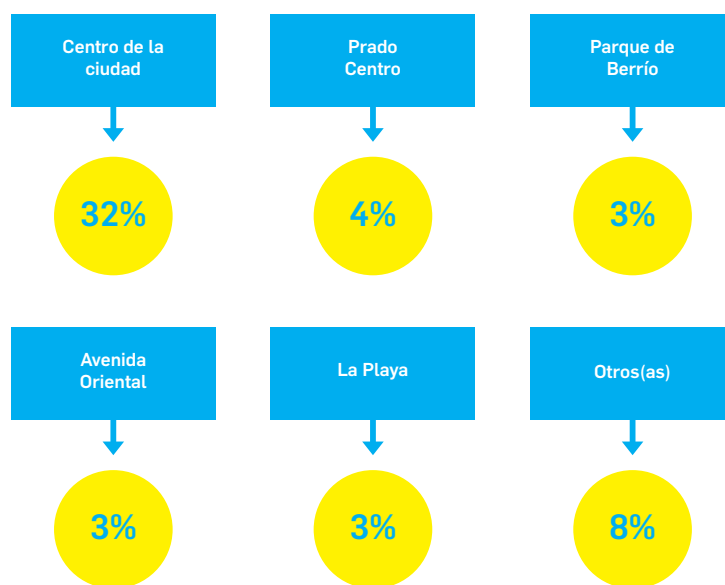 Centro de la
ciudad
Prado
Centro
Parque de
Berrío
32%
4%
3%
Avenida
Oriental
La Playa
Otros(as)
3%
3%
8%